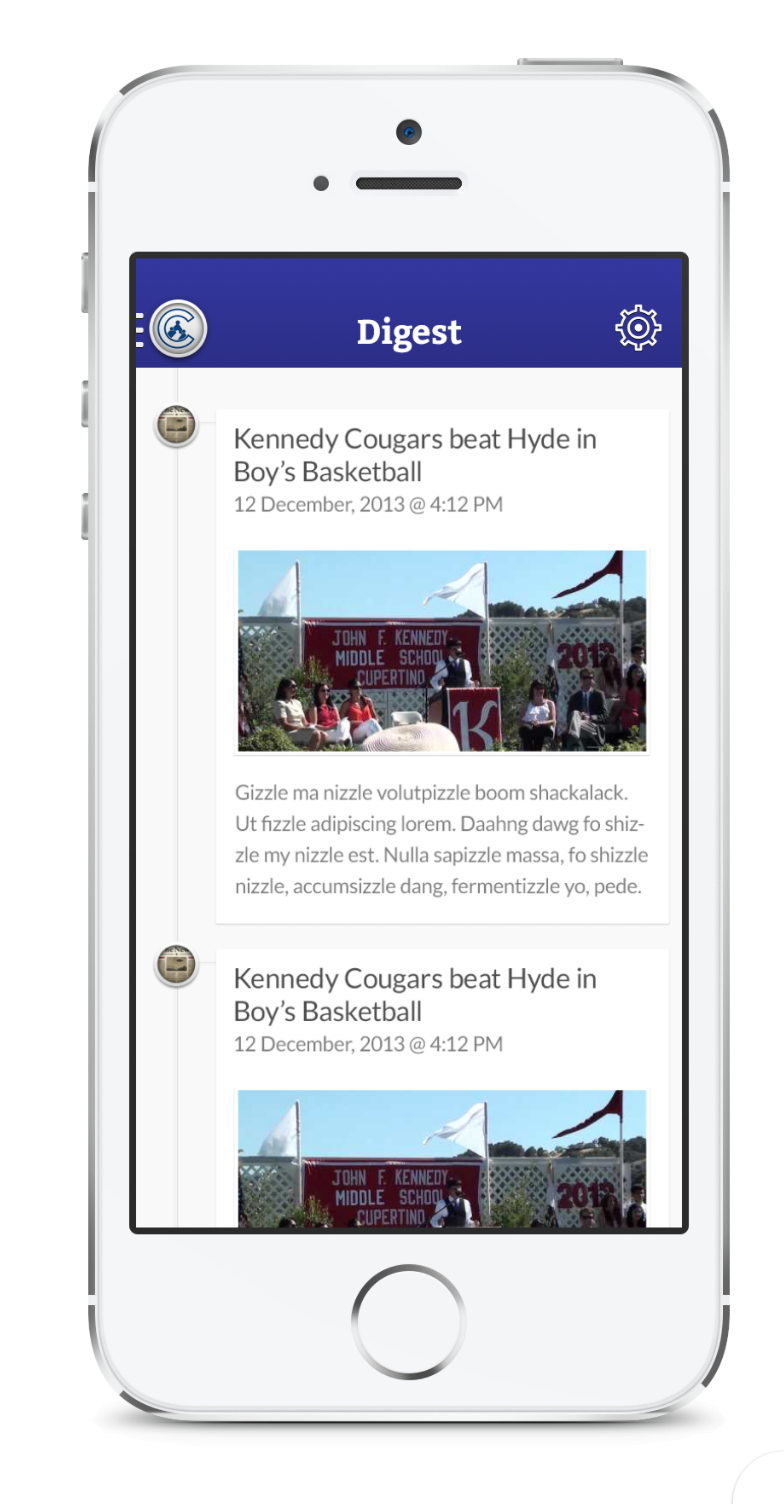 Digest
Kennedy Cougars beat Hyde in
Boy's Basketball
12 December, 2013 @ 4:12 PM
JOHN F. KENNEDY
MIDDLE SCHOOL
CUPERTINO
2013
K
Gizzle ma nizzle volutpizzle boom shackalack.
Ut fizzle adipiscing lorem. Daahng dawg fo shiz-
zle my nizzle est. Nulla sapizzle massa, fo shizzle
nizzle, accumsizzle dang, fermentizzle yo, pede.
Kennedy Cougars beat Hyde in
Boy's Basketball
12 December, 2013 @ 4:12 PM
JOHN F. KENNEDY
MIDDLE SCHOOL
CUPERTINO